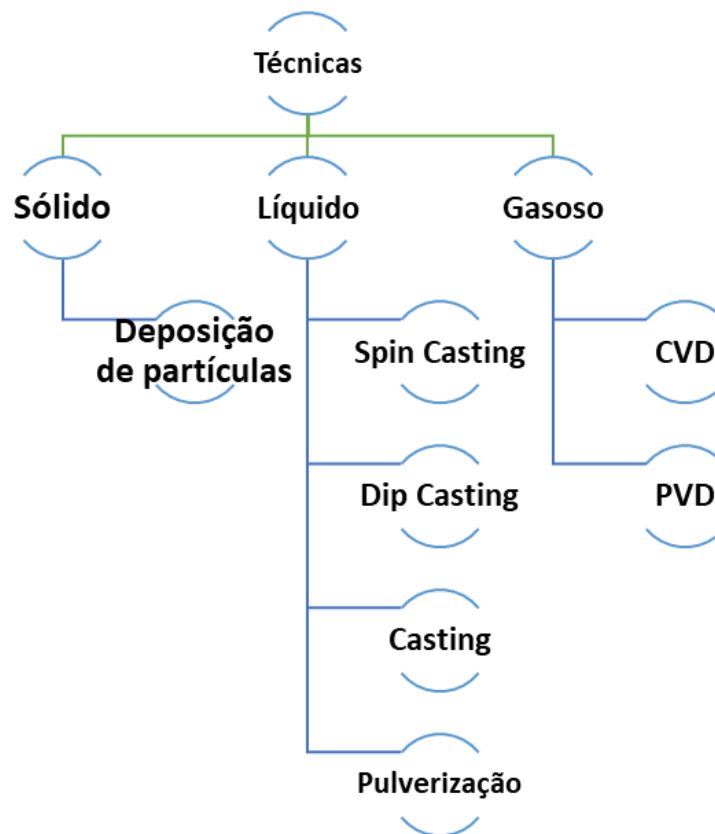 Técnicas
Sólido
Líquido
Gasoso
Deposição
de partículas
Spin Casting
CVD
Dip Casting
PVD
Casting
Pulverização